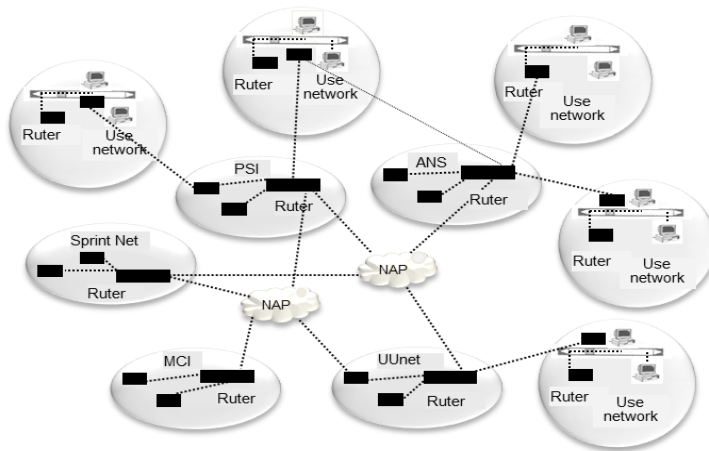 Ruter
Use
network
Ruter
Use
network
Ruter
Use
network
PSI
Ruter
ANS
Ruter
Ruter
Use
network
Sprint Net
Ruter
NAP
NAP
MCI
Ruter
UUnet
Ruter
Ruter
Use
network